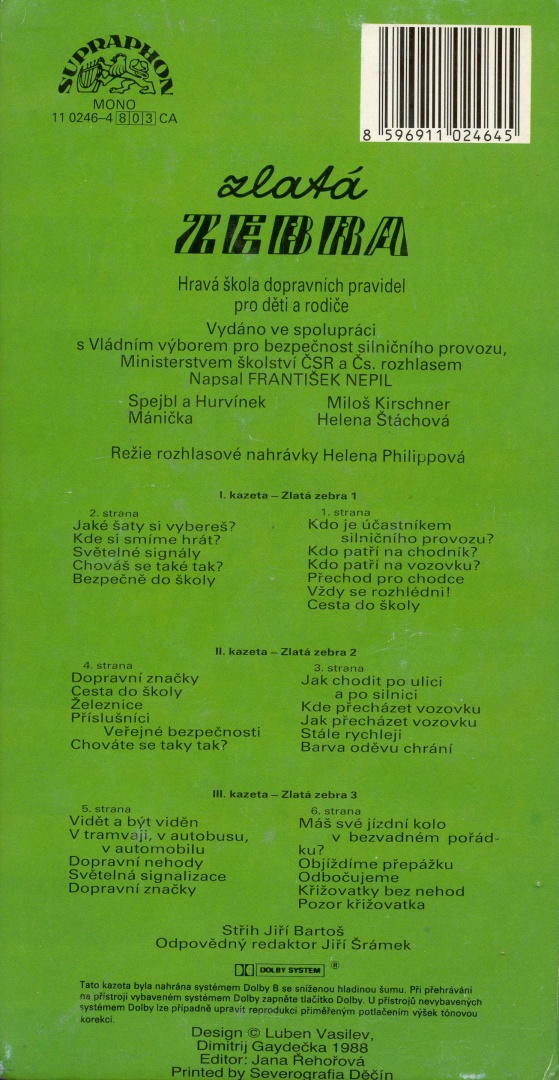 SUPRAPHON
MONO
11 0246-4 803 CA
8 596911 024645
zlatá
ZEBRA
Hravá škola dopravních pravidel
pro děti a rodiče
Vydáno ve spolupráci
s Vládním výborem pro bezpečnost silničního provozu,
Ministerstvem školství ČSR a Čs. rozhlasem
Napsal FRANTIŠEK NEPIL
Spejbl a Hurvínek Miloš Kirschner
Mánička Helena Štáchová
Režie rozhlasové nahrávky Helena Philippová
I. kazeta – Zlatá zebra 1
2. strana
Jaké šaty si vybereš?
Kde si smíme hrát?
Světelné signály
Chováš se také tak?
Bezpečně do školy
1. strana
Kdo je účastníkem
silničního provozu?
Kdo patří na chodník?
Kdo patří na vozovku?
Přechod pro chodce
Vždy se rozhlédni!
Cesta do školy
II. kazeta – Zlatá zebra 2
4. strana
Dopravní značky
Cesta do školy
Železnice
Příslušníci
Veřejné bezpečnosti
Chováte se taky tak?
3. strana
Jak chodit po ulici
a po silnici
Kde přecházet vozovku
Jak přecházet vozovku
Stále rychleji
Barva oděvu chrání
III. kazeta – Zlatá zebra 3
5. strana
Vidět a být viděn
V tramvaji, v autobusu,
v automobilu
Dopravní nehody
Světelná signalizace
Dopravní značky
6. strana
Máš své jízdní kolo
v bezvadném pořád-
ku?
Objíždíme přepážku
Odbočujeme
Křižovatky bez nehod
Pozor křižovatka
Střih Jiří Bartoš
Odpovědný redaktor Jiří Šrámek
DOLBY SYSTEM ®
Tato kazeta byla nahrána systémem Dolby B se sníženou hladinou šumu. Při přehrávání
na přístroji vybaveném systémem Dolby zapněte tlačítko Dolby. U přístrojů nevybavených
systémem Dolby lze případně upravit reprodukci přiměřeným potlačením výšek tónovou
korekcí.
Design © Luben Vasilev,
Dimitrij Gaydečka 1988
Editor: Jana Řehořová
Printed by Severografia Děčín